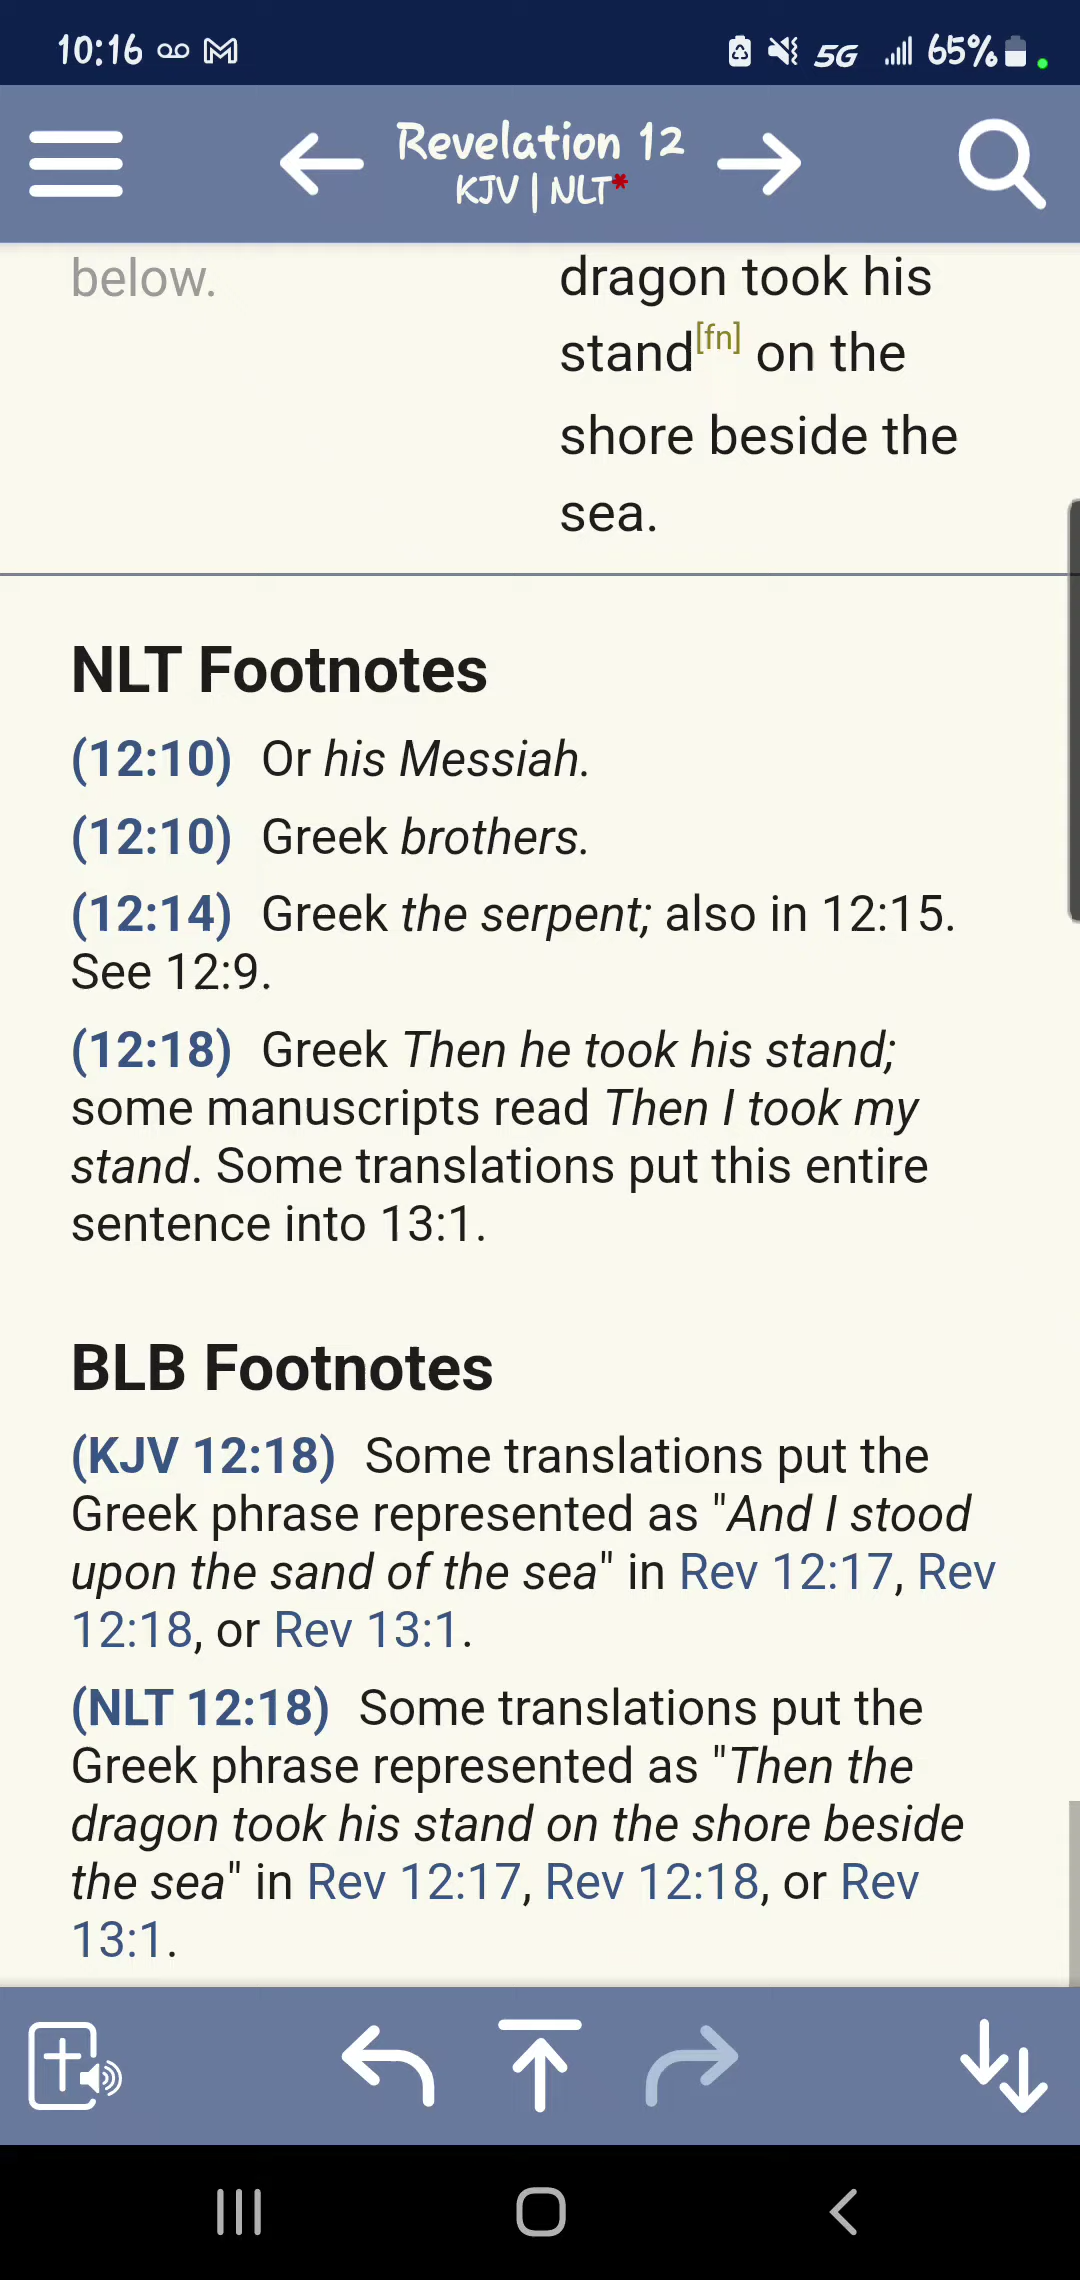 10:16 5G 65%
Revelation 12
KJV | NLT*
below.
dragon took his
stand[fn] on the
shore beside the
sea.
NLT Footnotes
(12:10) Or his Messiah.
(12:10) Greek brothers.
(12:14) Greek the serpent; also in 12:15.
See 12:9.
(12:18) Greek Then he took his stand;
some manuscripts read Then I took my
stand. Some translations put this entire
sentence into 13:1.
BLB Footnotes
(KJV 12:18) Some translations put the
Greek phrase represented as "And I stood
upon the sand of the sea" in Rev 12:17, Rev
12:18, or Rev 13:1.
(NLT 12:18) Some translations put the
Greek phrase represented as "Then the
dragon took his stand on the shore beside
the sea" in Rev 12:17, Rev 12:18, or Rev
13:1.